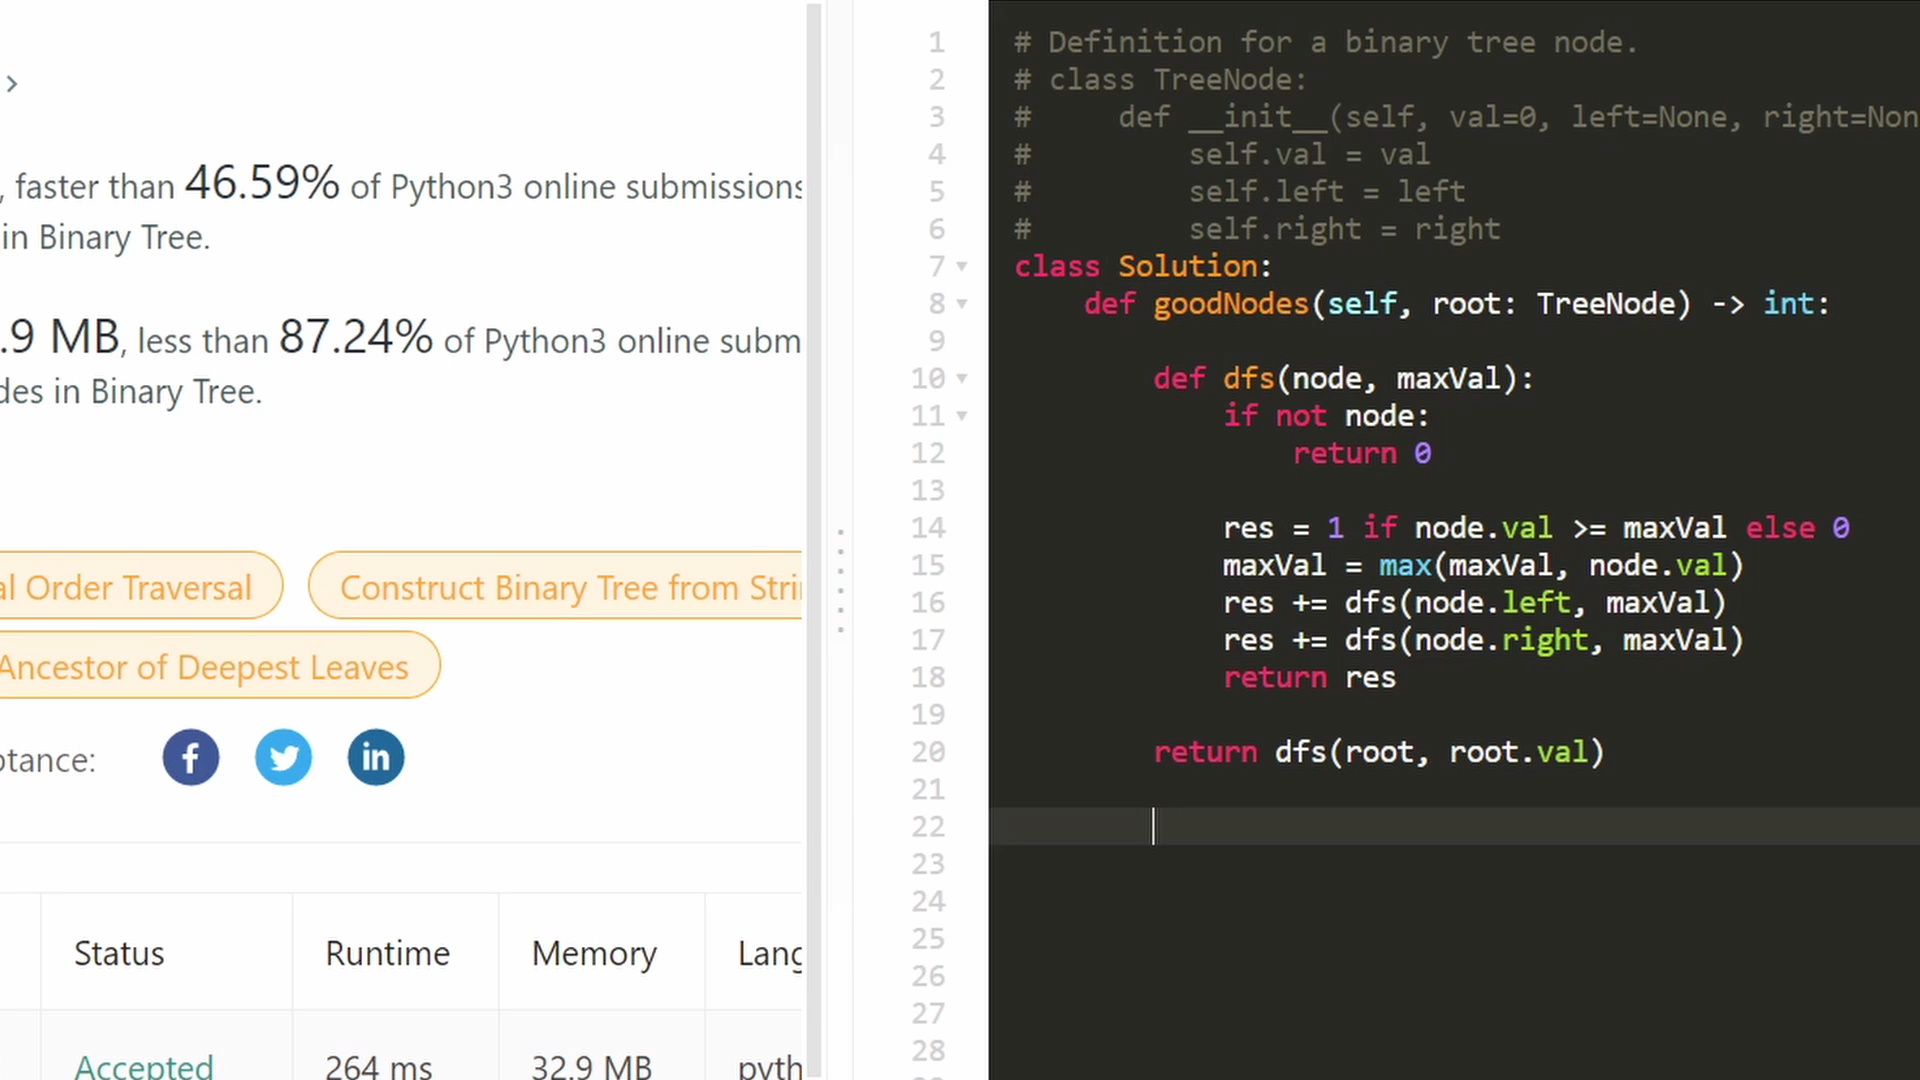 , faster than 46.59% of Python3 online submissions
in Binary Tree.
.9 MB, less than 87.24% of Python3 online subm
des in Binary Tree.
al Order Traversal
Construct Binary Tree from Stri
Ancestor of Deepest Leaves
ptance:
Status Runtime Memory Lang
Accepted 264 ms 32.9 MB pyth
1 # Definition for a binary tree node.
2 # class TreeNode:
3 #     def __init__(self, val=0, left=None, right=Non
4 #         self.val = val
5 #         self.left = left
6 #         self.right = right
7 class Solution:
8     def goodNodes(self, root: TreeNode) -> int:
9
10         def dfs(node, maxVal):
11             if not node:
12                 return 0
13
14             res = 1 if node.val >= maxVal else 0
15             maxVal = max(maxVal, node.val)
16             res += dfs(node.left, maxVal)
17             res += dfs(node.right, maxVal)
18             return res
19
20         return dfs(root, root.val)
21
22
23
24
25
26
27
28